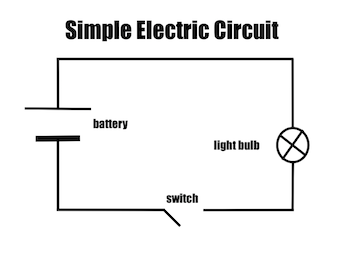 Simple Electric Circuit
battery
light bulb
switch